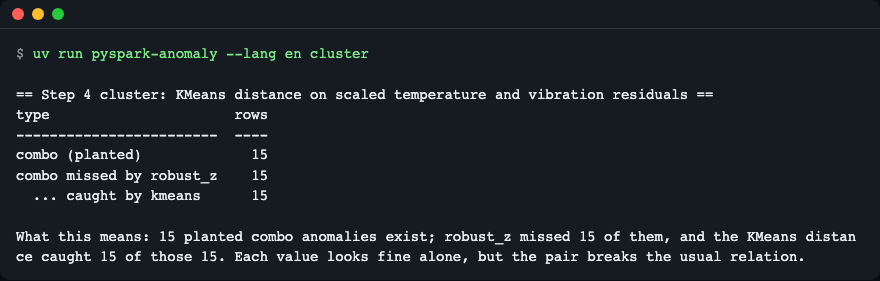 $ uv run pyspark-anomaly --lang en cluster
== Step 4 cluster: KMeans distance on scaled temperature and vibration residuals ==
type                     rows
-----------------------  ----
combo (planted)            15
combo missed by robust_z   15
  ... caught by kmeans     15
What this means: 15 planted combo anomalies exist; robust_z missed 15 of them, and the KMeans distan
ce caught 15 of those 15. Each value looks fine alone, but the pair breaks the usual relation.